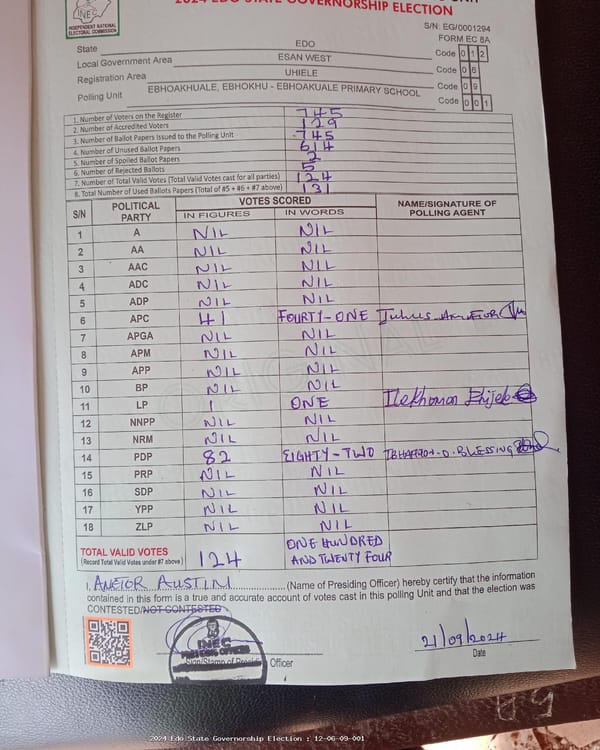 2024 EDO STATE GOVERNORSHIP ELECTION
INEC
INDEPENDENT NATIONAL ELECTORAL COMMISSION
S/N: EG/0001294
FORM EC 8A
State EDO Code 0 1 2
Local Government Area ESAN WEST Code 0 6
Registration Area UHIELE Code 0 9
Polling Unit EBHOAKHUALE, EBHOKHU - EBHOAKUALE PRIMARY SCHOOL Code 0 0 1
1. Number of Voters on the Register 745
2. Number of Accredited Voters 129
3. Number of Ballot Papers Issued to the Polling Unit 745
4. Number of Unused Ballot Papers 614
5. Number of Spoiled Ballot Papers 2
6. Number of Rejected Ballots 5
7. Number of Total Valid Votes (Total Valid Votes cast for all parties) 124
8. Total Number of Used Ballots Papers (Total of #5 + #6 + #7 above) 131
S/N POLITICAL PARTY VOTES SCORED NAME/SIGNATURE OF POLLING AGENT
IN FIGURES IN WORDS
1 A NIL NIL
2 AA NIL NIL
3 AAC NIL NIL
4 ADC NIL NIL
5 ADP NIL NIL
6 APC 41 FOURTY-ONE
7 APGA NIL NIL
8 APM NIL NIL
9 APP NIL NIL
10 BP NIL NIL
11 LP 1 ONE
12 NNPP NIL NIL
13 NRM NIL NIL
14 PDP 82 EIGHTY-TWO BLESSING
15 PRP NIL NIL
16 SDP NIL NIL
17 YPP NIL NIL
18 ZLP NIL NIL
TOTAL VALID VOTES 124 ONE HUNDRED
(Record Total Valid Votes under #7 above) AND TWENTY FOUR
I, ANETOR AUSTIN (Name of Presiding Officer) hereby certify that the information
contained in this form is a true and accurate account of votes cast in this polling Unit and that the election was
CONTESTED/NOT CONTESTED
INEC
Sign/Stamp of Presiding Officer
21/09/2024
Date
2024 Edo State Governorship Election : 12-06-09-001